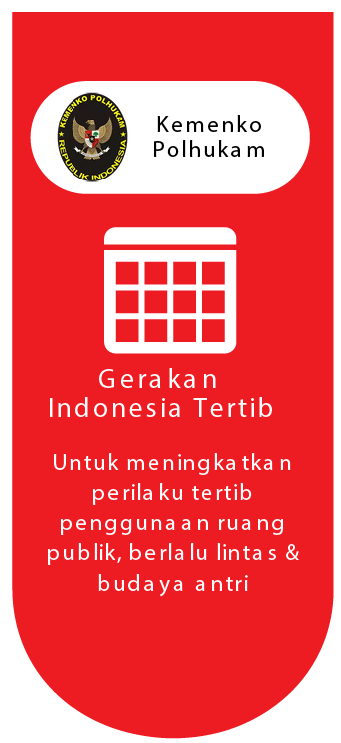 KEMENKO POLHUKAM
REPUBLIK INDONESIA
Kemenko
Polhukam
Gerakan
Indonesia Tertib
Untuk meningkatkan
perilaku tertib
penggunaan ruang
publik, berlalu lintas &
budaya antri